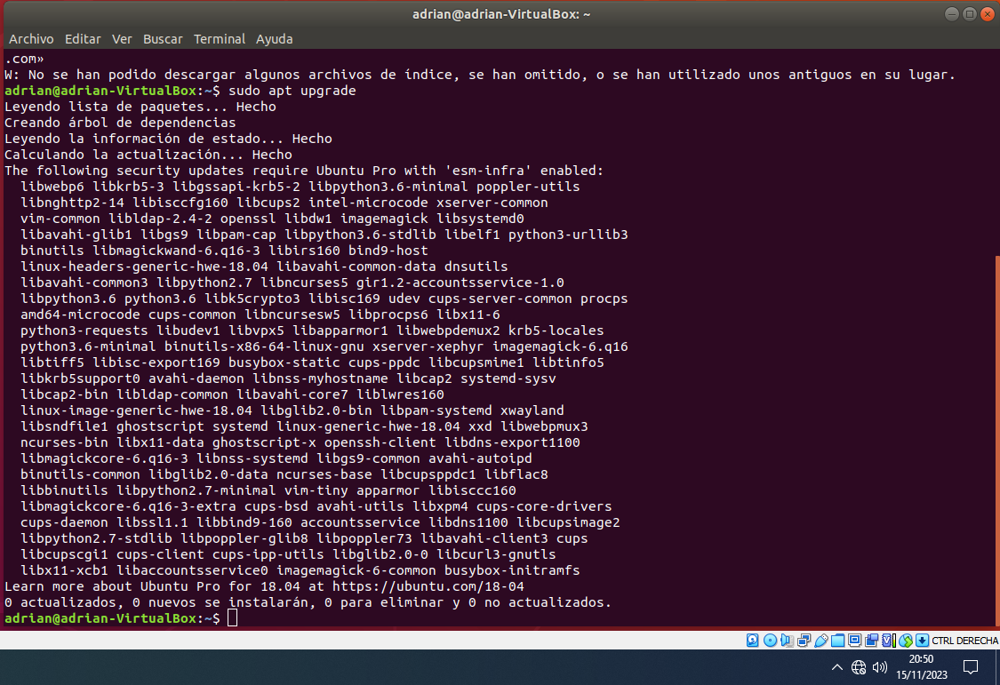 adrian@adrian-VirtualBox: ~
Archivo Editar Ver Buscar Terminal Ayuda
.com»
W: No se han podido descargar algunos archivos de índice, se han omitido, o se han utilizado unos antiguos en su lugar.
adrian@adrian-VirtualBox:~$ sudo apt upgrade
Leyendo lista de paquetes... Hecho
Creando árbol de dependencias
Leyendo la información de estado... Hecho
Calculando la actualización... Hecho
The following security updates require Ubuntu Pro with 'esm-infra' enabled:
libwebp6 libkrb5-3 libgssapi-krb5-2 libpython3.6-minimal poppler-utils
libnghttp2-14 libisccfg160 libcups2 intel-microcode xserver-common
vim-common libldap-2.4-2 openssl libdw1 imagemagick libsystemd0
libavahi-glib1 libgs9 libpam-cap libpython3.6-stdlib libelf1 python3-urllib3
binutils libmagickwand-6.q16-3 libirs160 bind9-host
linux-headers-generic-hwe-18.04 libavahi-common-data dnsutils
libavahi-common3 libpython2.7 libncurses5 gir1.2-accountsservice-1.0
libpython3.6 python3.6 libk5crypto3 libisc169 udev cups-server-common procps
amd64-microcode cups-common libncursesw5 libprocps6 libx11-6
python3-requests libudev1 libvpx5 libapparmor1 libwebpdemux2 krb5-locales
python3.6-minimal binutils-x86-64-linux-gnu xserver-xephyr imagemagick-6.q16
libtiff5 libisc-export169 busybox-static cups-ppdc libcupsmime1 libtinfo5
libkrb5support0 avahi-daemon libnss-myhostname libcap2 systemd-sysv
libcap2-bin libldap-common libavahi-core7 liblwres160
linux-image-generic-hwe-18.04 libglib2.0-bin libpam-systemd xwayland
libsndfile1 ghostscript systemd linux-generic-hwe-18.04 xxd libwebpmux3
ncurses-bin libx11-data ghostscript-x openssh-client libdns-export1100
libmagickcore-6.q16-3 libnss-systemd libgs9-common avahi-autoipd
binutils-common libglib2.0-data ncurses-base libcupsppdc1 libflac8
libbinutils libpython2.7-minimal vim-tiny apparmor libisccc160
libmagickcore-6.q16-3-extra cups-bsd avahi-utils libxpm4 cups-core-drivers
cups-daemon libssl1.1 libbind9-160 accountsservice libdns1100 libcupsimage2
libpython2.7-stdlib libpoppler-glib8 libpoppler73 libavahi-client3 cups
libcupscgi1 cups-client cups-ipp-utils libglib2.0-0 libcurl3-gnutls
libx11-xcb1 libaccountsservice0 imagemagick-6-common busybox-initramfs
Learn more about Ubuntu Pro for 18.04 at https://ubuntu.com/18-04
0 actualizados, 0 nuevos se instalarán, 0 para eliminar y 0 no actualizados.
adrian@adrian-VirtualBox:~$
CTRL DERECHA
20:50
15/11/2023